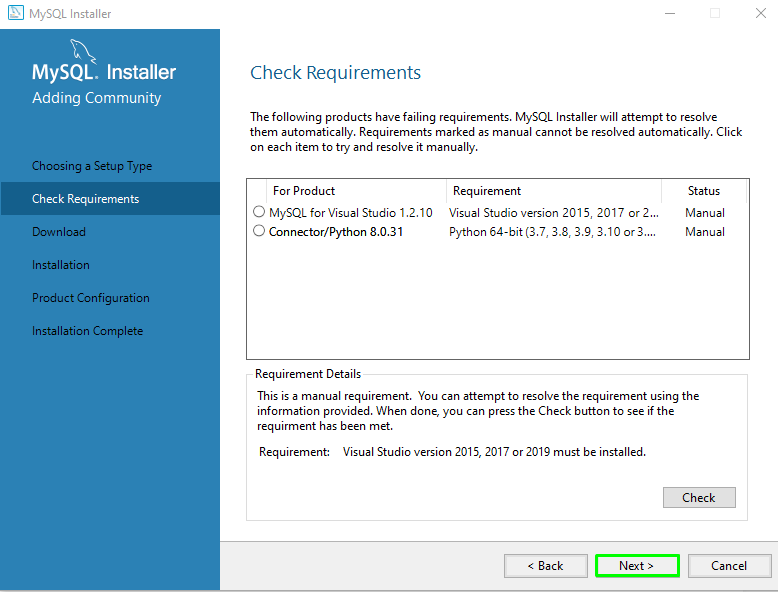 MySQL Installer
MySQL. Installer
Adding Community
Choosing a Setup Type
Check Requirements
Download
Installation
Product Configuration
Installation Complete
Check Requirements
The following products have failing requirements. MySQL Installer will attempt to resolve
them automatically. Requirements marked as manual cannot be resolved automatically. Click
on each item to try and resolve it manually.
For Product Requirement Status
MySQL for Visual Studio 1.2.10 Visual Studio version 2015, 2017 or 2... Manual
Connector/Python 8.0.31 Python 64-bit (3.7, 3.8, 3.9, 3.10 or 3.... Manual
Requirement Details
This is a manual requirement. You can attempt to resolve the requirement using the
information provided. When done, you can press the Check button to see if the
requirment has been met.
Requirement: Visual Studio version 2015, 2017 or 2019 must be installed.
Check
< Back Next > Cancel